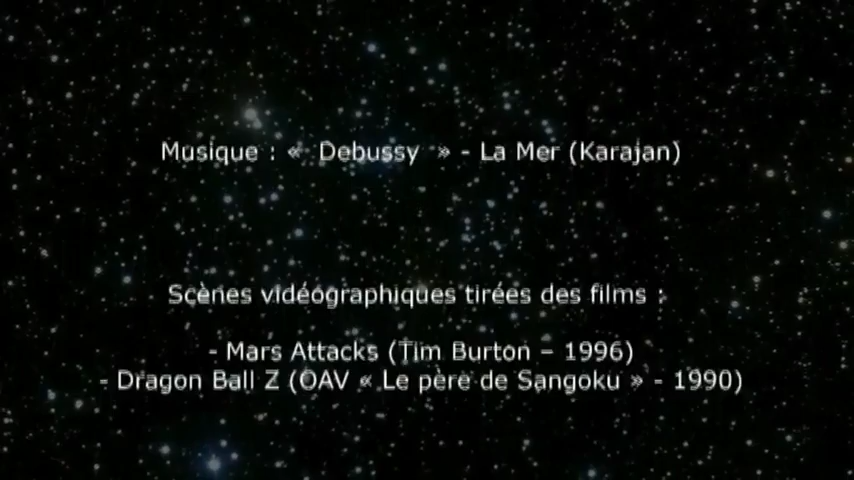 Musique : « Debussy » - La Mer (Karajan)
Scènes vidéographiques tirées des films :
- Mars Attacks (Tim Burton – 1996)
- Dragon Ball Z (OAV « Le père de Sangoku » - 1990)